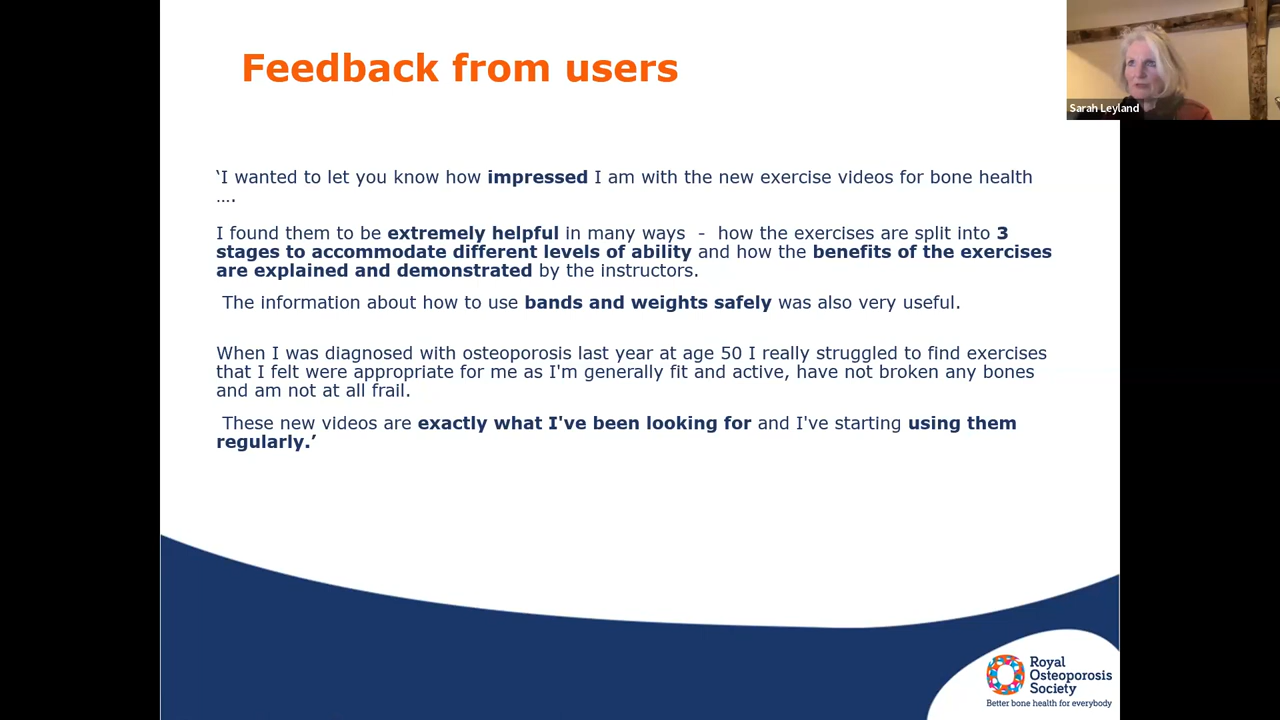 Feedback from users
Sarah Leyland
‘I wanted to let you know how impressed I am with the new exercise videos for bone health
….
I found them to be extremely helpful in many ways  -  how the exercises are split into 3
stages to accommodate different levels of ability and how the benefits of the exercises
are explained and demonstrated by the instructors.
The information about how to use bands and weights safely was also very useful.
When I was diagnosed with osteoporosis last year at age 50 I really struggled to find exercises
that I felt were appropriate for me as I'm generally fit and active, have not broken any bones
and am not at all frail.
These new videos are exactly what I've been looking for and I've starting using them
regularly.’
Royal
Osteoporosis
Society
Better bone health for everybody